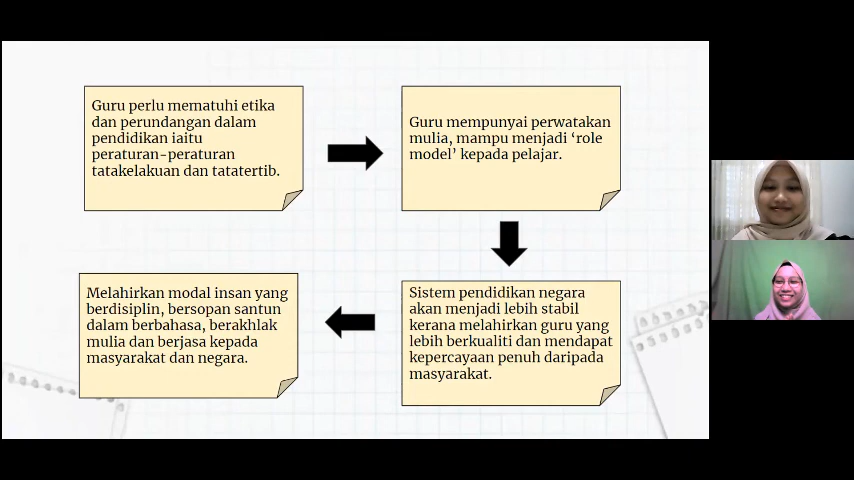 Guru perlu mematuhi etika
dan perundangan dalam
pendidikan iaitu
peraturan-peraturan
tatakelakuan dan tatatertib.
Guru mempunyai perwatakan
mulia, mampu menjadi ‘role
model’ kepada pelajar.
Sistem pendidikan negara
akan menjadi lebih stabil
kerana melahirkan guru yang
lebih berkualiti dan mendapat
kepercayaan penuh daripada
masyarakat.
Melahirkan modal insan yang
berdisiplin, bersopan santun
dalam berbahasa, berakhlak
mulia dan berjasa kepada
masyarakat dan negara.